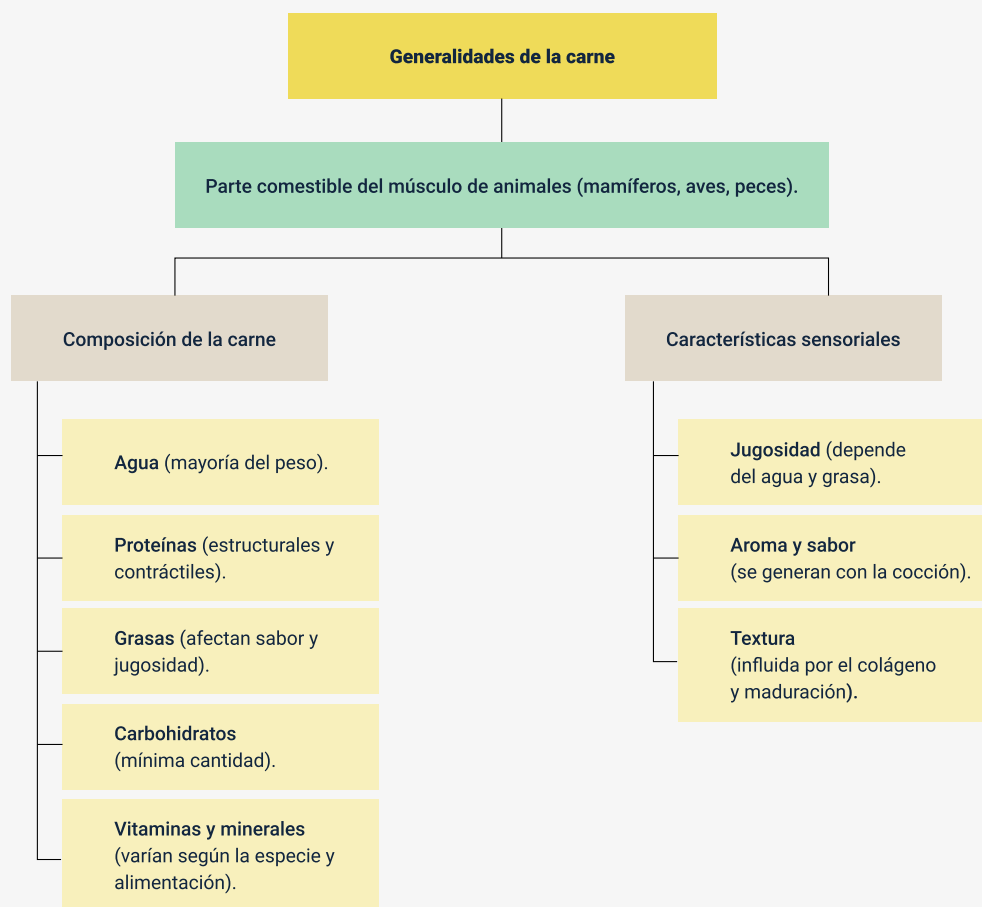 Generalidades de la carne
Parte comestible del músculo de animales (mamíferos, aves, peces).
Composición de la carne
Agua (mayoría del peso).
Proteínas (estructurales y
contráctiles).
Grasas (afectan sabor y
jugosidad).
Carbohidratos
(mínima cantidad).
Vitaminas y minerales
(varían según la especie y
alimentación).
Características sensoriales
Jugosidad (depende
del agua y grasa).
Aroma y sabor
(se generan con la cocción).
Textura
(influida por el colágeno
y maduración).